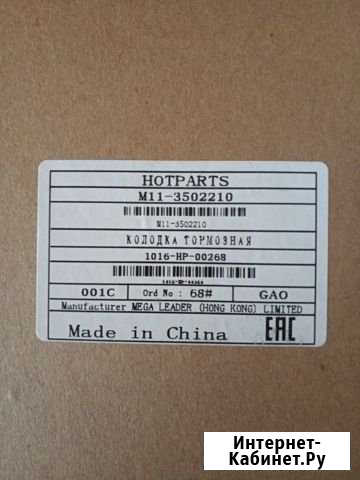 HOTPARTS
M11-3502210
M11-3502210
КОЛОДКА ТОРМОЗНАЯ
1016-HP-00268
001C Ord No : 68# GAO
Manufacturer MEGA LEADER (HONG KONG) LIMITED
Made in China EAC
Интернет-
Кабинет.Ру